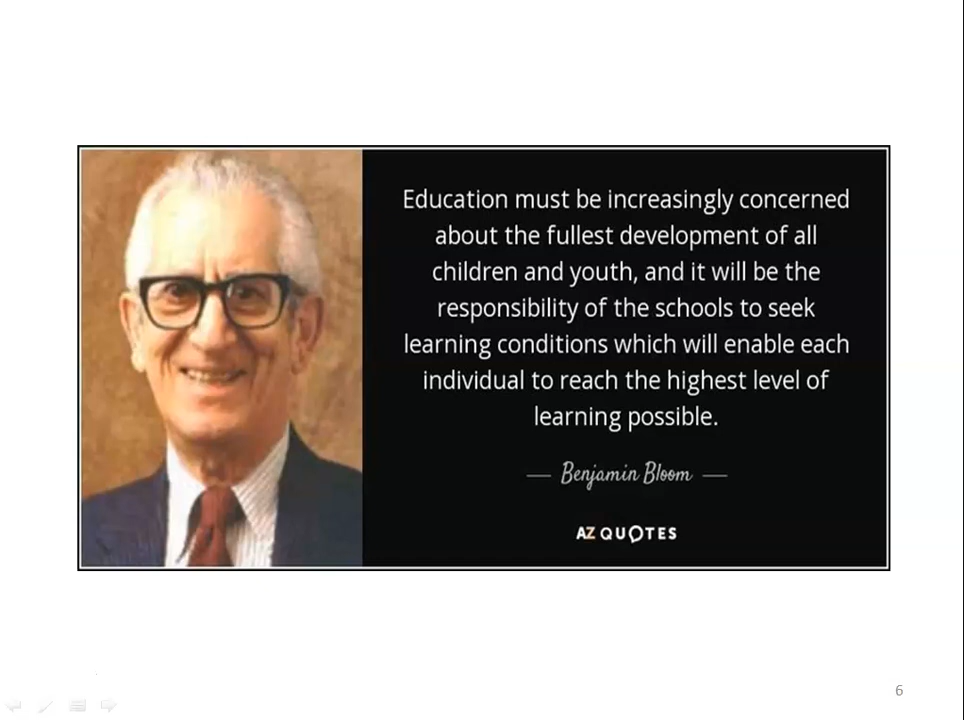 Education must be increasingly concerned
about the fullest development of all
children and youth, and it will be the
responsibility of the schools to seek
learning conditions which will enable each
individual to reach the highest level of
learning possible.
— Benjamin Bloom —
AZ QUOTES
6